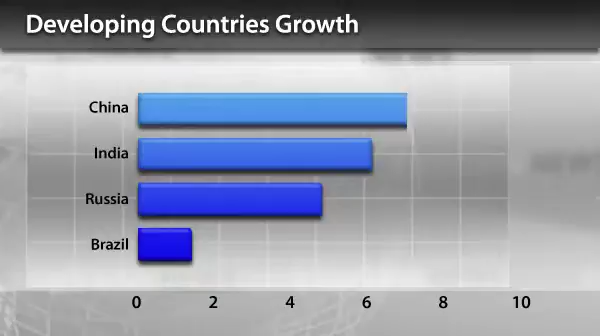 Developing Countries Growth
China
India
Russia
Brazil
0 2 4 6 8 10